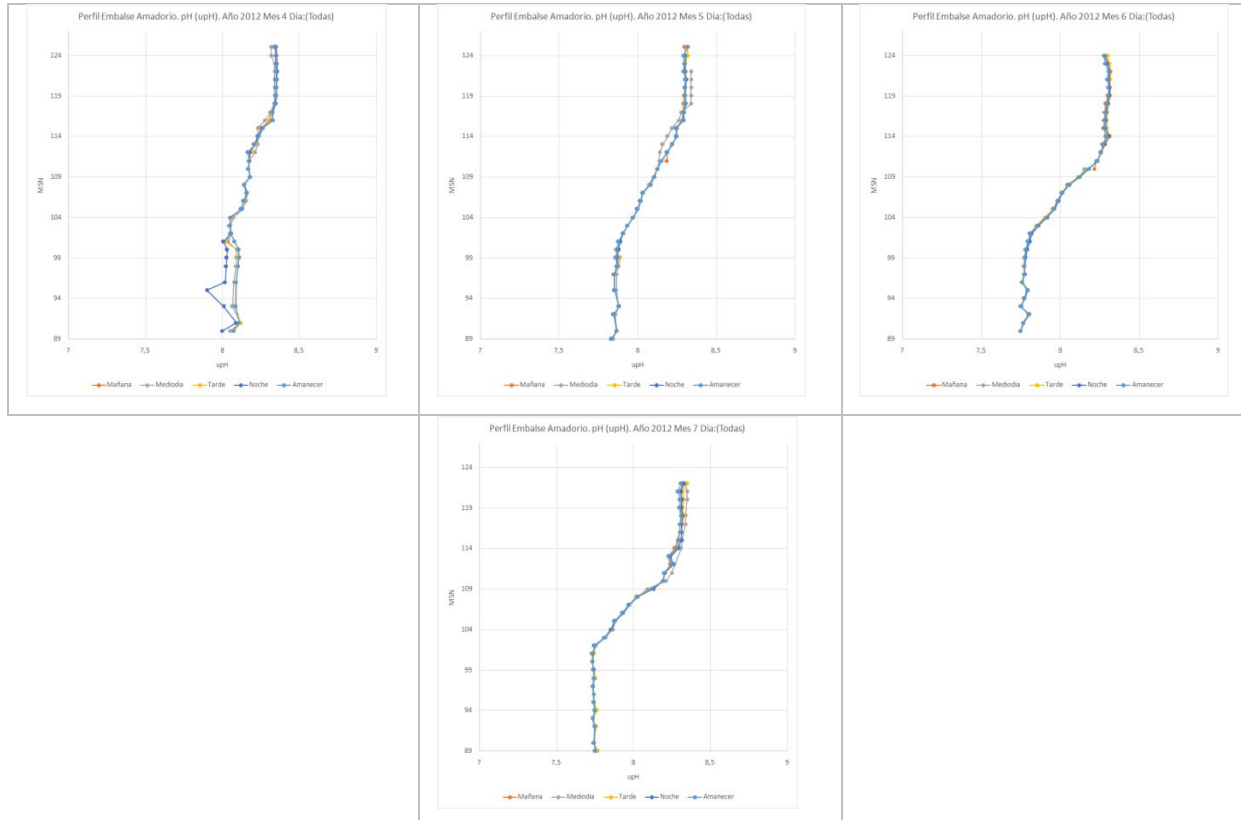 Perfil Embalse Amadorio. pH (upH). Año 2012 Mes 4 Dia:(Todas)
124
119
114
109
104
99
94
89
MSN
7 7,5 8 8,5 9
upH
Mañana Mediodia Tarde Noche Amanecer
Perfil Embalse Amadorio. pH (upH). Año 2012 Mes 5 Dia:(Todas)
124
119
114
109
104
99
94
89
MSN
7 7,5 8 8,5 9
upH
Mañana Mediodia Tarde Noche Amanecer
Perfil Embalse Amadorio. pH (upH). Año 2012 Mes 6 Dia:(Todas)
124
119
114
109
104
99
94
89
MSN
7 7,5 8 8,5 9
upH
Mañana Mediodia Tarde Noche Amanecer
Perfil Embalse Amadorio. pH (upH). Año 2012 Mes 7 Dia:(Todas)
124
119
114
109
104
99
94
89
MSN
7 7,5 8 8,5 9
upH
Mañana Mediodia Tarde Noche Amanecer